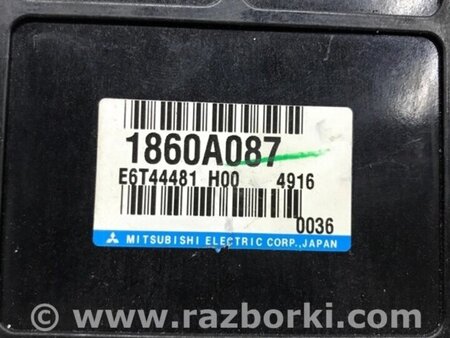 1860A087
E6T44481 H00 4916
0036
MITSUBISHI ELECTRIC CORP., JAPAN
© www.razborki.com